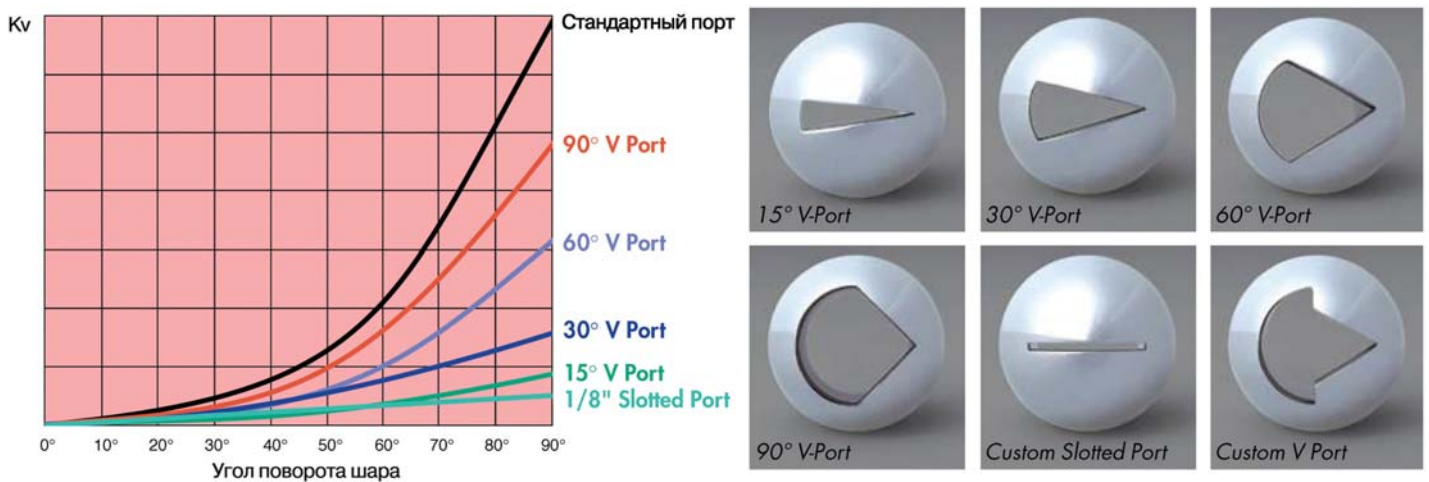 Kv
Стандартный порт
90° V Port
60° V Port
30° V Port
15° V Port
1/8" Slotted Port
0° 10° 20° 30° 40° 50° 60° 70° 80° 90°
Угол поворота шара
15° V-Port
30° V-Port
60° V-Port
90° V-Port
Custom Slotted Port
Custom V Port